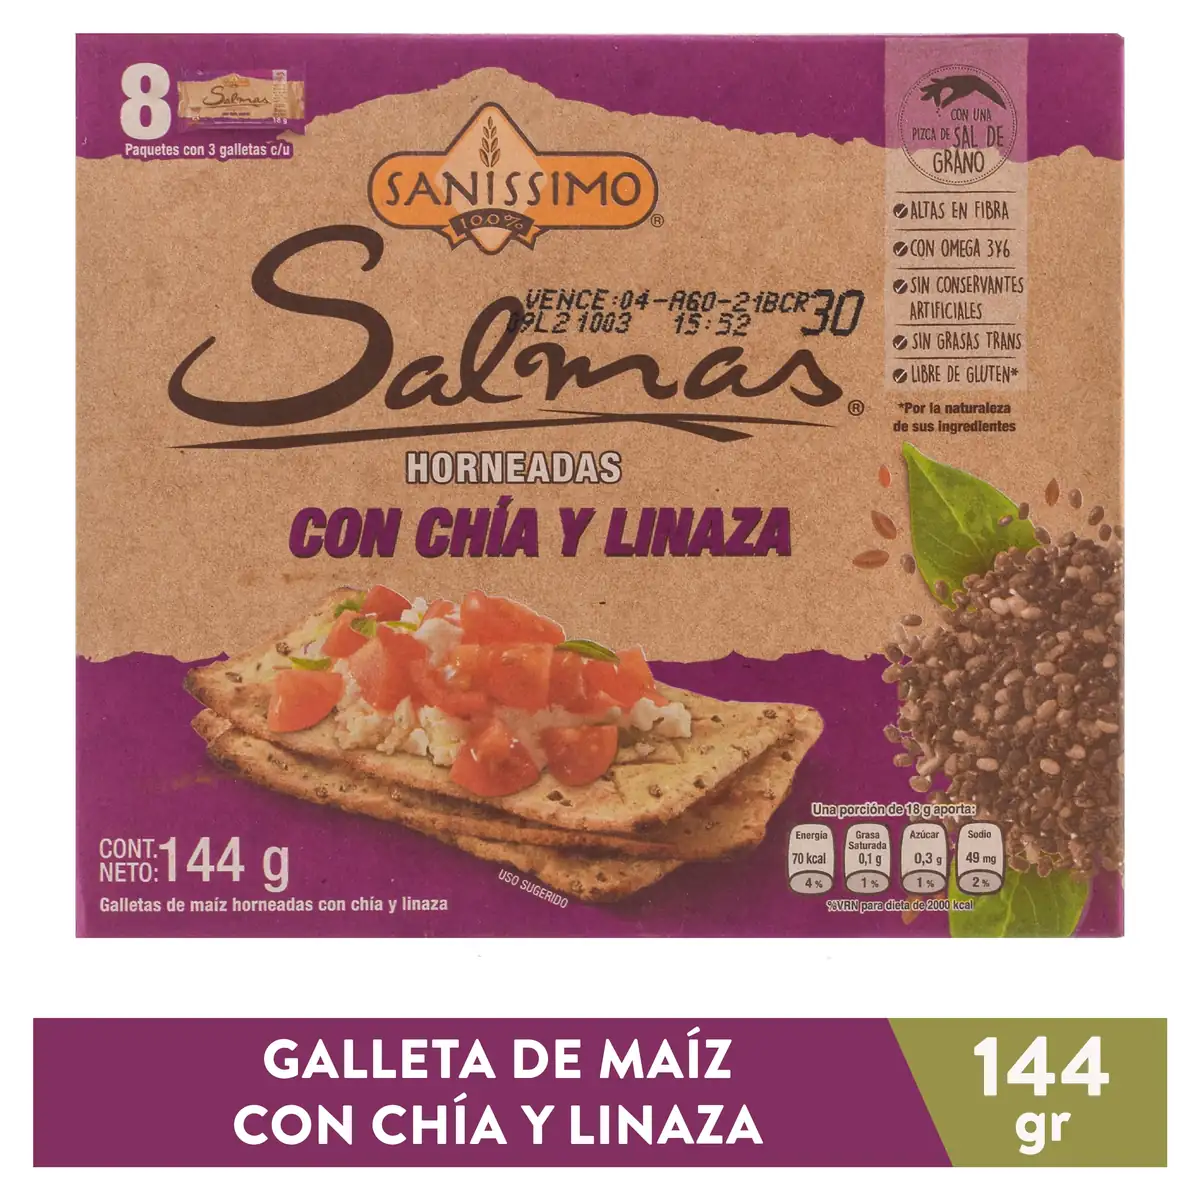 8
Salmas
Paquetes con 3 galletas c/u
SANISSIMO
100%
®
Salmas
®
VENCE:04-AGO-21BCR30
09L21003 15:52
HORNEADAS
CON CHÍA Y LINAZA
CON UNA
PIZCA DE SAL DE
GRANO
ALTAS EN FIBRA
CON OMEGA 3Y6
SIN CONSERVANTES
ARTIFICIALES
SIN GRASAS TRANS
LIBRE DE GLUTEN*
*Por la naturaleza
de sus ingredientes
CONT.
NETO: 144 g
Galletas de maíz horneadas con chía y linaza
USO SUGERIDO
Una porción de 18 g aporta:
Energía
70 kcal
4%
Grasa
Saturada
0,1 g
1%
Azúcar
0,3 g
1%
Sodio
49 mg
2%
%VRN para dieta de 2000 kcal
GALLETA DE MAÍZ
CON CHÍA Y LINAZA
144
gr